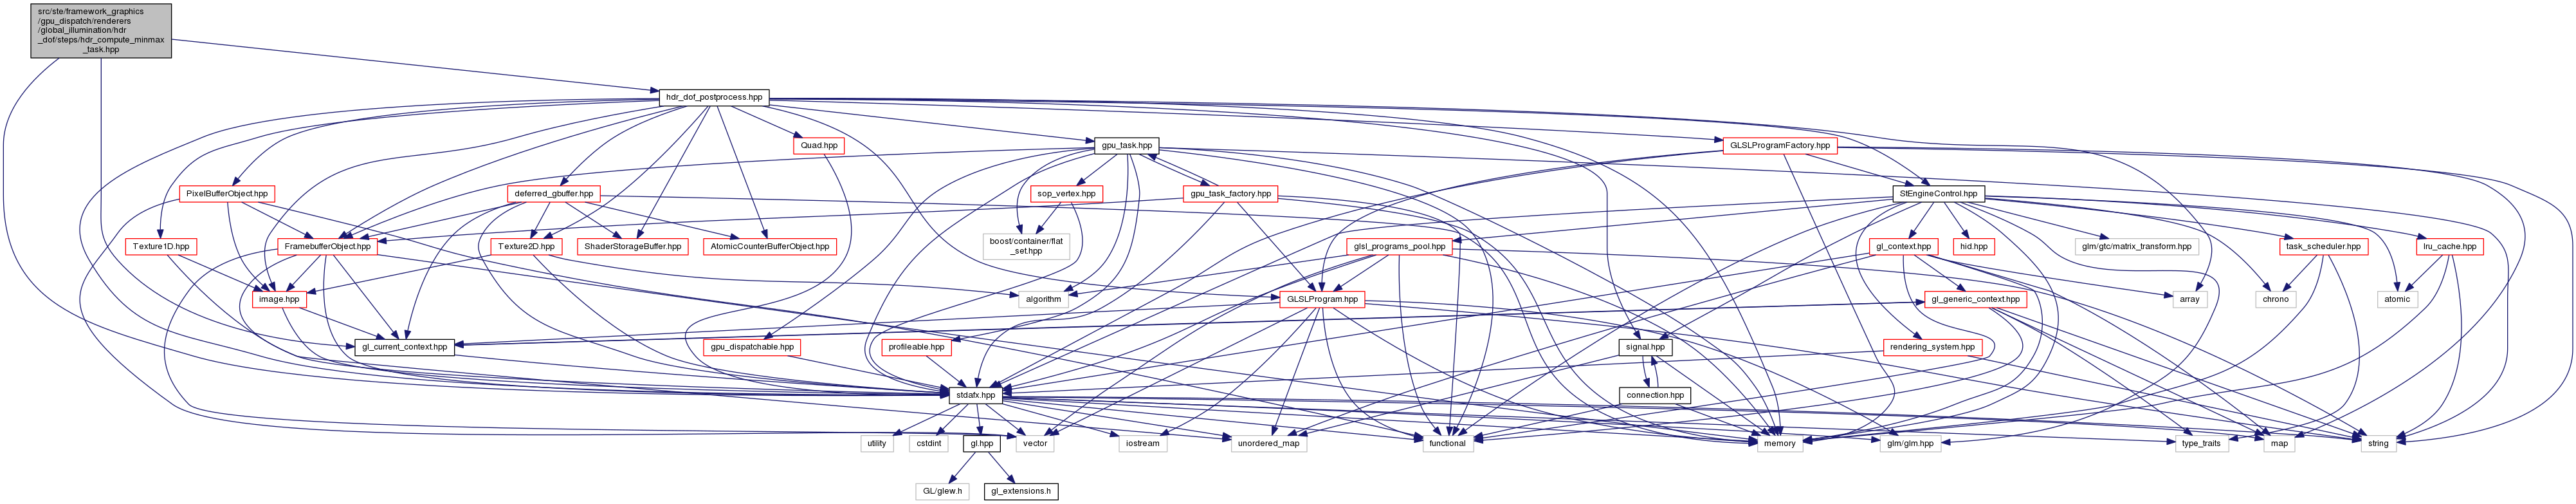 src/ste/framework_graphics
/gpu_dispatch/renderers
/global_illumination/hdr
_dof/steps/hdr_compute_minmax
_task.hpp
hdr_dof_postprocess.hpp
Quad.hpp
gpu_task.hpp
GLSLProgramFactory.hpp
PixelBufferObject.hpp
deferred_gbuffer.hpp
sop_vertex.hpp
gpu_task_factory.hpp
StEngineControl.hpp
Texture1D.hpp
FramebufferObject.hpp
Texture2D.hpp
ShaderStorageBuffer.hpp
AtomicCounterBufferObject.hpp
boost/container/flat
_set.hpp
glsl_programs_pool.hpp
gl_context.hpp
hid.hpp
glm/gtc/matrix_transform.hpp
task_scheduler.hpp
lru_cache.hpp
image.hpp
algorithm
GLSLProgram.hpp
gl_generic_context.hpp
array
chrono
atomic
gl_current_context.hpp
gpu_dispatchable.hpp
profileable.hpp
signal.hpp
rendering_system.hpp
stdafx.hpp
connection.hpp
utility
cstdint
gl.hpp
vector
iostream
unordered_map
functional
memory
glm/glm.hpp
type_traits
map
string
GL/glew.h
gl_extensions.h